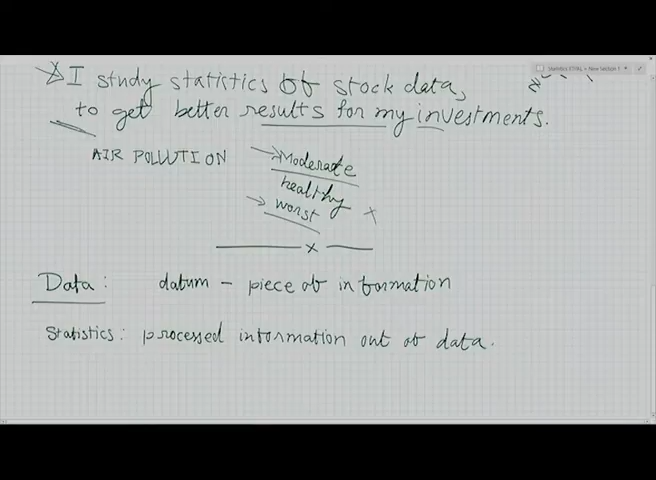 I study statistics of stock data,
to get better results for my investments.
AIR POLLUTION
Moderate
healthy
worst x
x
Data: datum - piece of information
Statistics: processed information out of data.